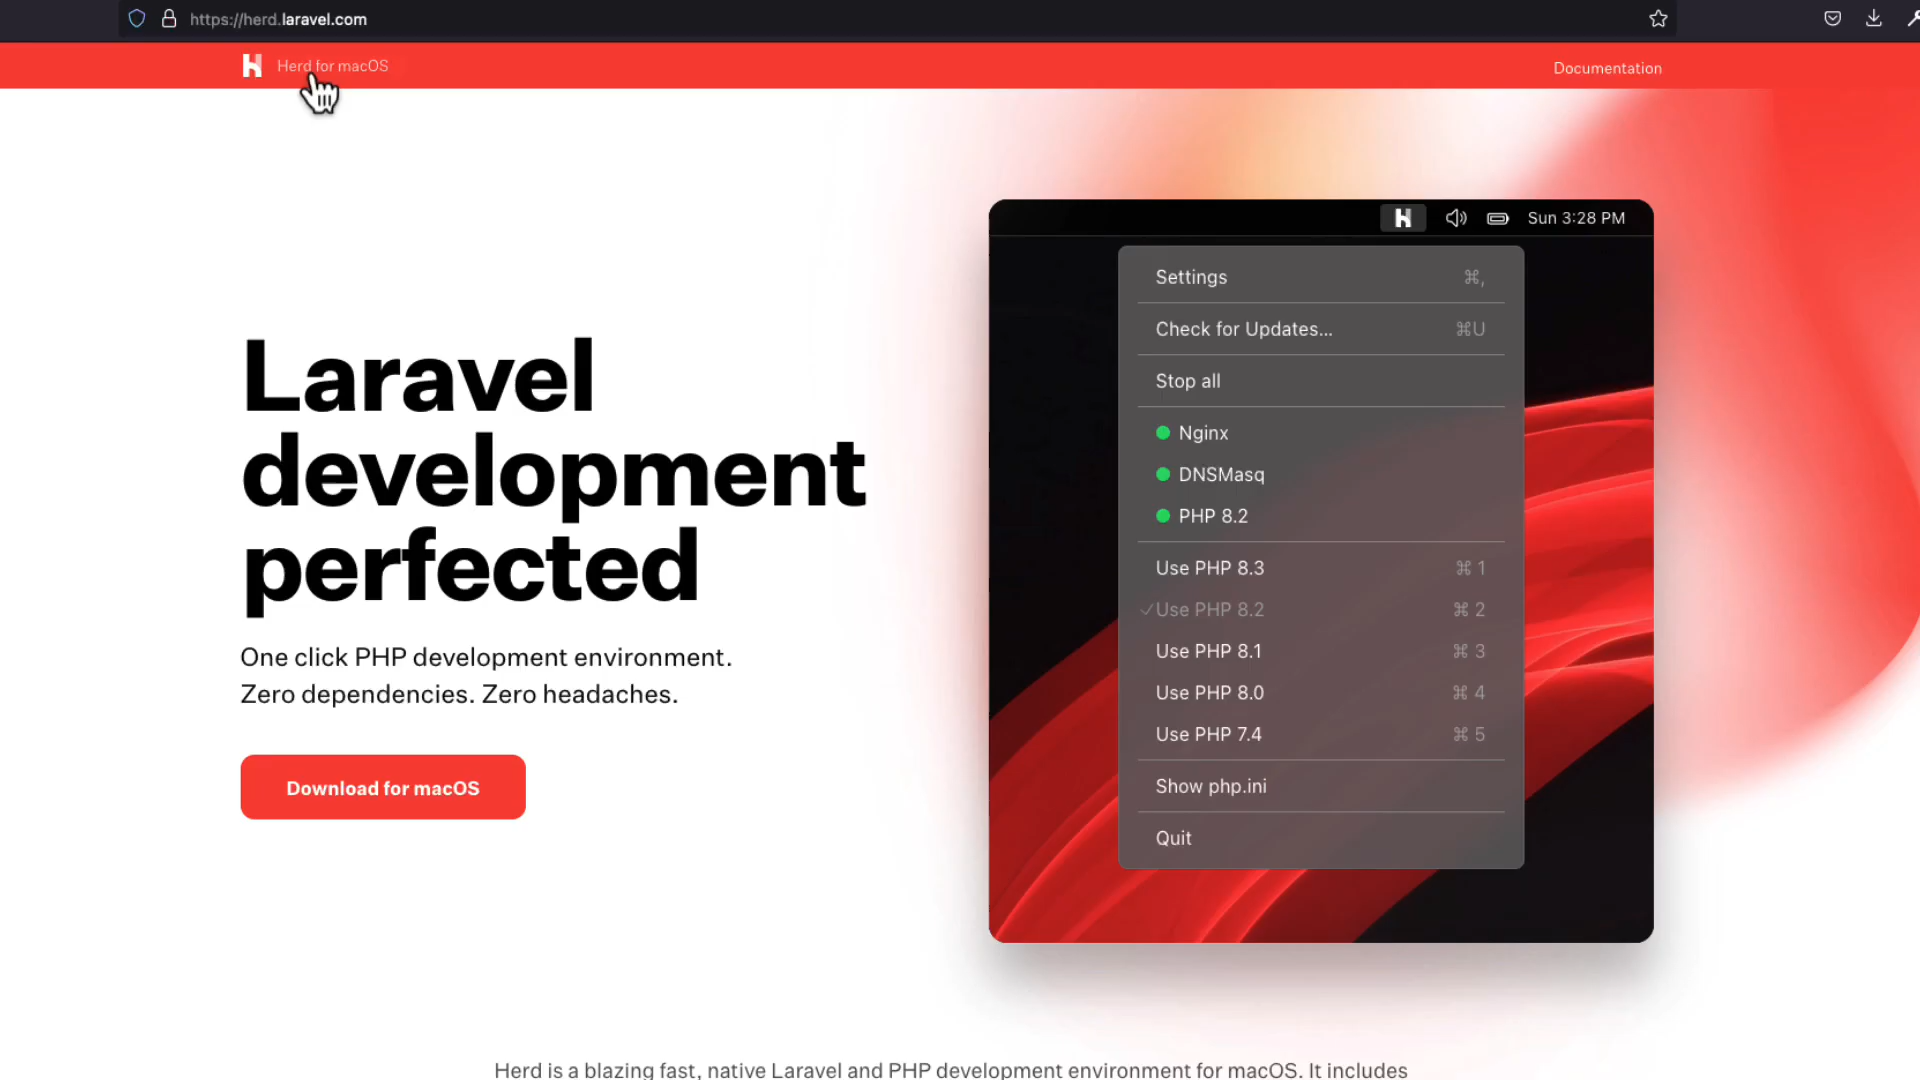 https://herd.laravel.com
Herd for macOS
Documentation
Sun 3:28 PM
Settings ⌘,
Check for Updates... ⌘U
Stop all
Nginx
DNSMasq
PHP 8.2
Use PHP 8.3 ⌘ 1
✓Use PHP 8.2 ⌘ 2
Use PHP 8.1 ⌘ 3
Use PHP 8.0 ⌘ 4
Use PHP 7.4 ⌘ 5
Show php.ini
Quit
Laravel
development
perfected
One click PHP development environment.
Zero dependencies. Zero headaches.
Download for macOS
Herd is a blazing fast, native Laravel and PHP development environment for macOS. It includes